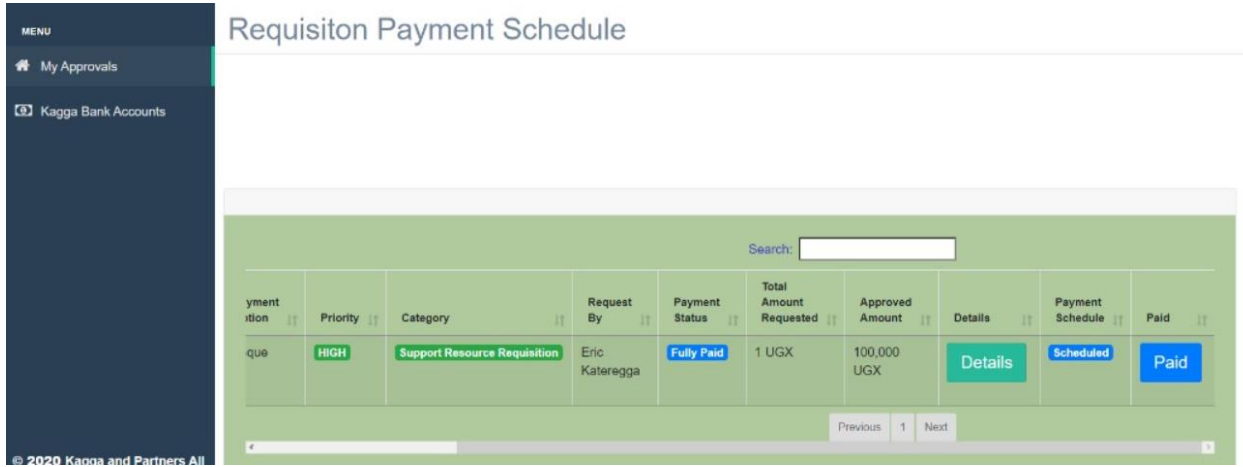 MENU
Requisiton Payment Schedule
My Approvals
Kagga Bank Accounts
Search:
yment
otion
Priority
Category
Request
By
Payment
Status
Total
Amount
Requested
Approved
Amount
Details
Payment
Schedule
Paid
que
HIGH
Support Resource Requisition
Eric
Kateregga
Fully Paid
1 UGX
100,000
UGX
Details
Scheduled
Paid
Previous 1 Next
© 2020 Kagga and Partners All